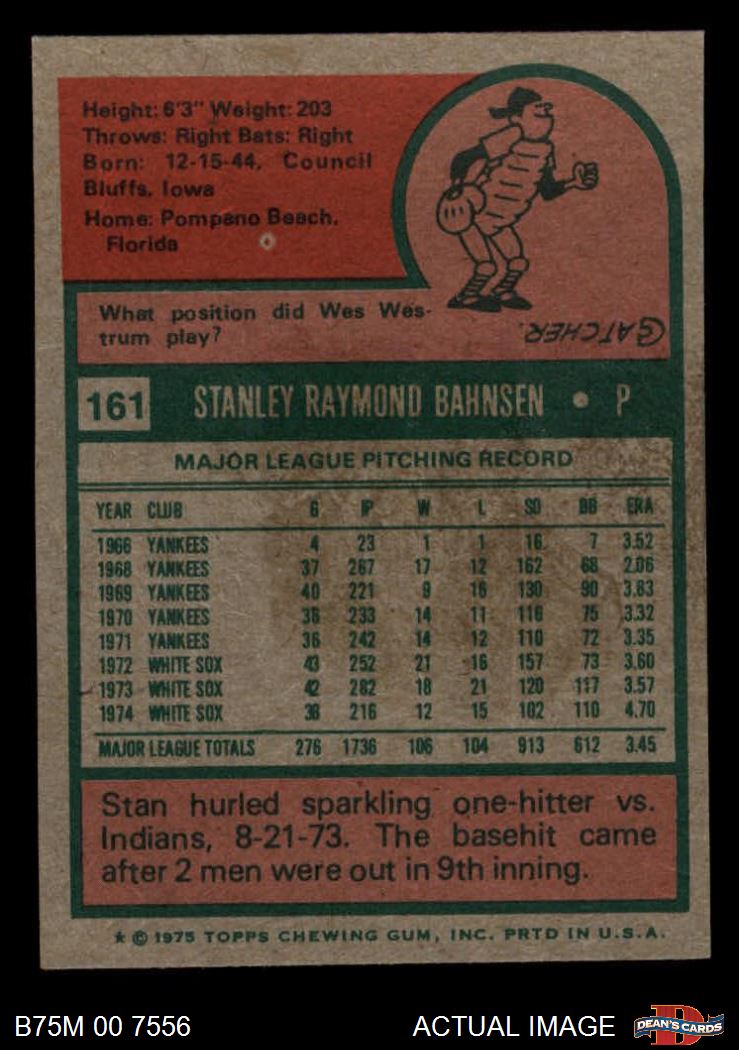 Height: 6'3" Weight: 203
Throws: Right Bats: Right
Born: 12-15-44, Council
Bluffs, Iowa
Home: Pompano Beach,
Florida
What position did Wes Wes-
trum play?
CATCHER.
161 STANLEY RAYMOND BAHNSEN • P
MAJOR LEAGUE PITCHING RECORD
YEAR CLUB G IP W L SO BB ERA
1966 YANKEES 4 23 1 1 16 7 3.52
1968 YANKEES 37 267 17 12 162 68 2.06
1969 YANKEES 40 221 9 16 130 90 3.83
1970 YANKEES 36 233 14 11 116 75 3.32
1971 YANKEES 36 242 14 12 110 72 3.35
1972 WHITE SOX 43 252 21 16 157 73 3.60
1973 WHITE SOX 42 282 18 21 120 117 3.57
1974 WHITE SOX 38 216 12 15 102 110 4.70
MAJOR LEAGUE TOTALS 276 1736 106 104 913 612 3.45
Stan hurled sparkling one-hitter vs.
Indians, 8-21-73. The basehit came
after 2 men were out in 9th inning.
★ © 1975 TOPPS CHEWING GUM, INC. PRTD IN U.S.A.
B75M 00 7556 ACTUAL IMAGE
D
DEAN'S CARDS